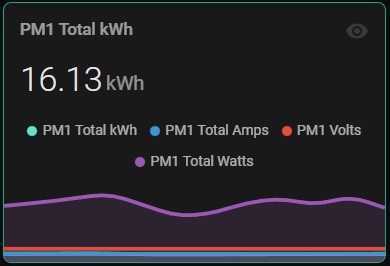 PM1 Total kWh
16.13 kWh
PM1 Total kWh PM1 Total Amps PM1 Volts
PM1 Total Watts